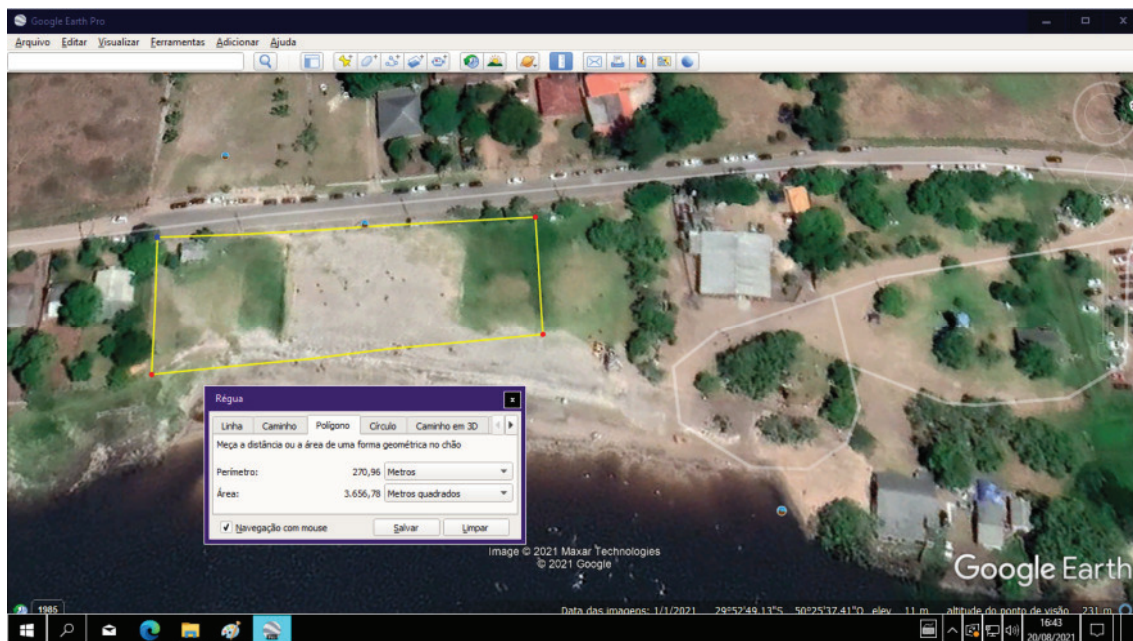 Google Earth Pro
Arquivo Editar Visualizar Ferramentas Adicionar Ajuda
Régua x
Linha Caminho Polígono Círculo Caminho em 3D
Meça a distância ou a área de uma forma geométrica no chão
Perímetro: 270,96 Metros
Área: 3.656,78 Metros quadrados
Navegação com mouse Salvar Limpar
Image © 2021 Maxar Technologies
© 2021 Google
Google Earth
1985 Data das imagens: 1/1/2021 29°52'49.13"S 50°25'37.41"O elev 11 m altitude do ponto de visão 231 m
16:43
20/08/2021